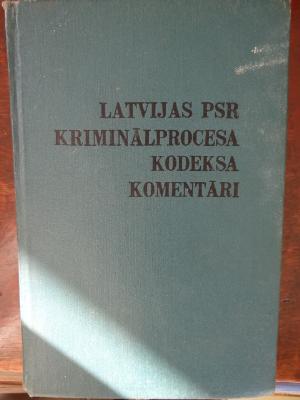 LATVIJAS PSR
KRIMINĀLPROCESA
KODEKSA
KOMENTĀRI